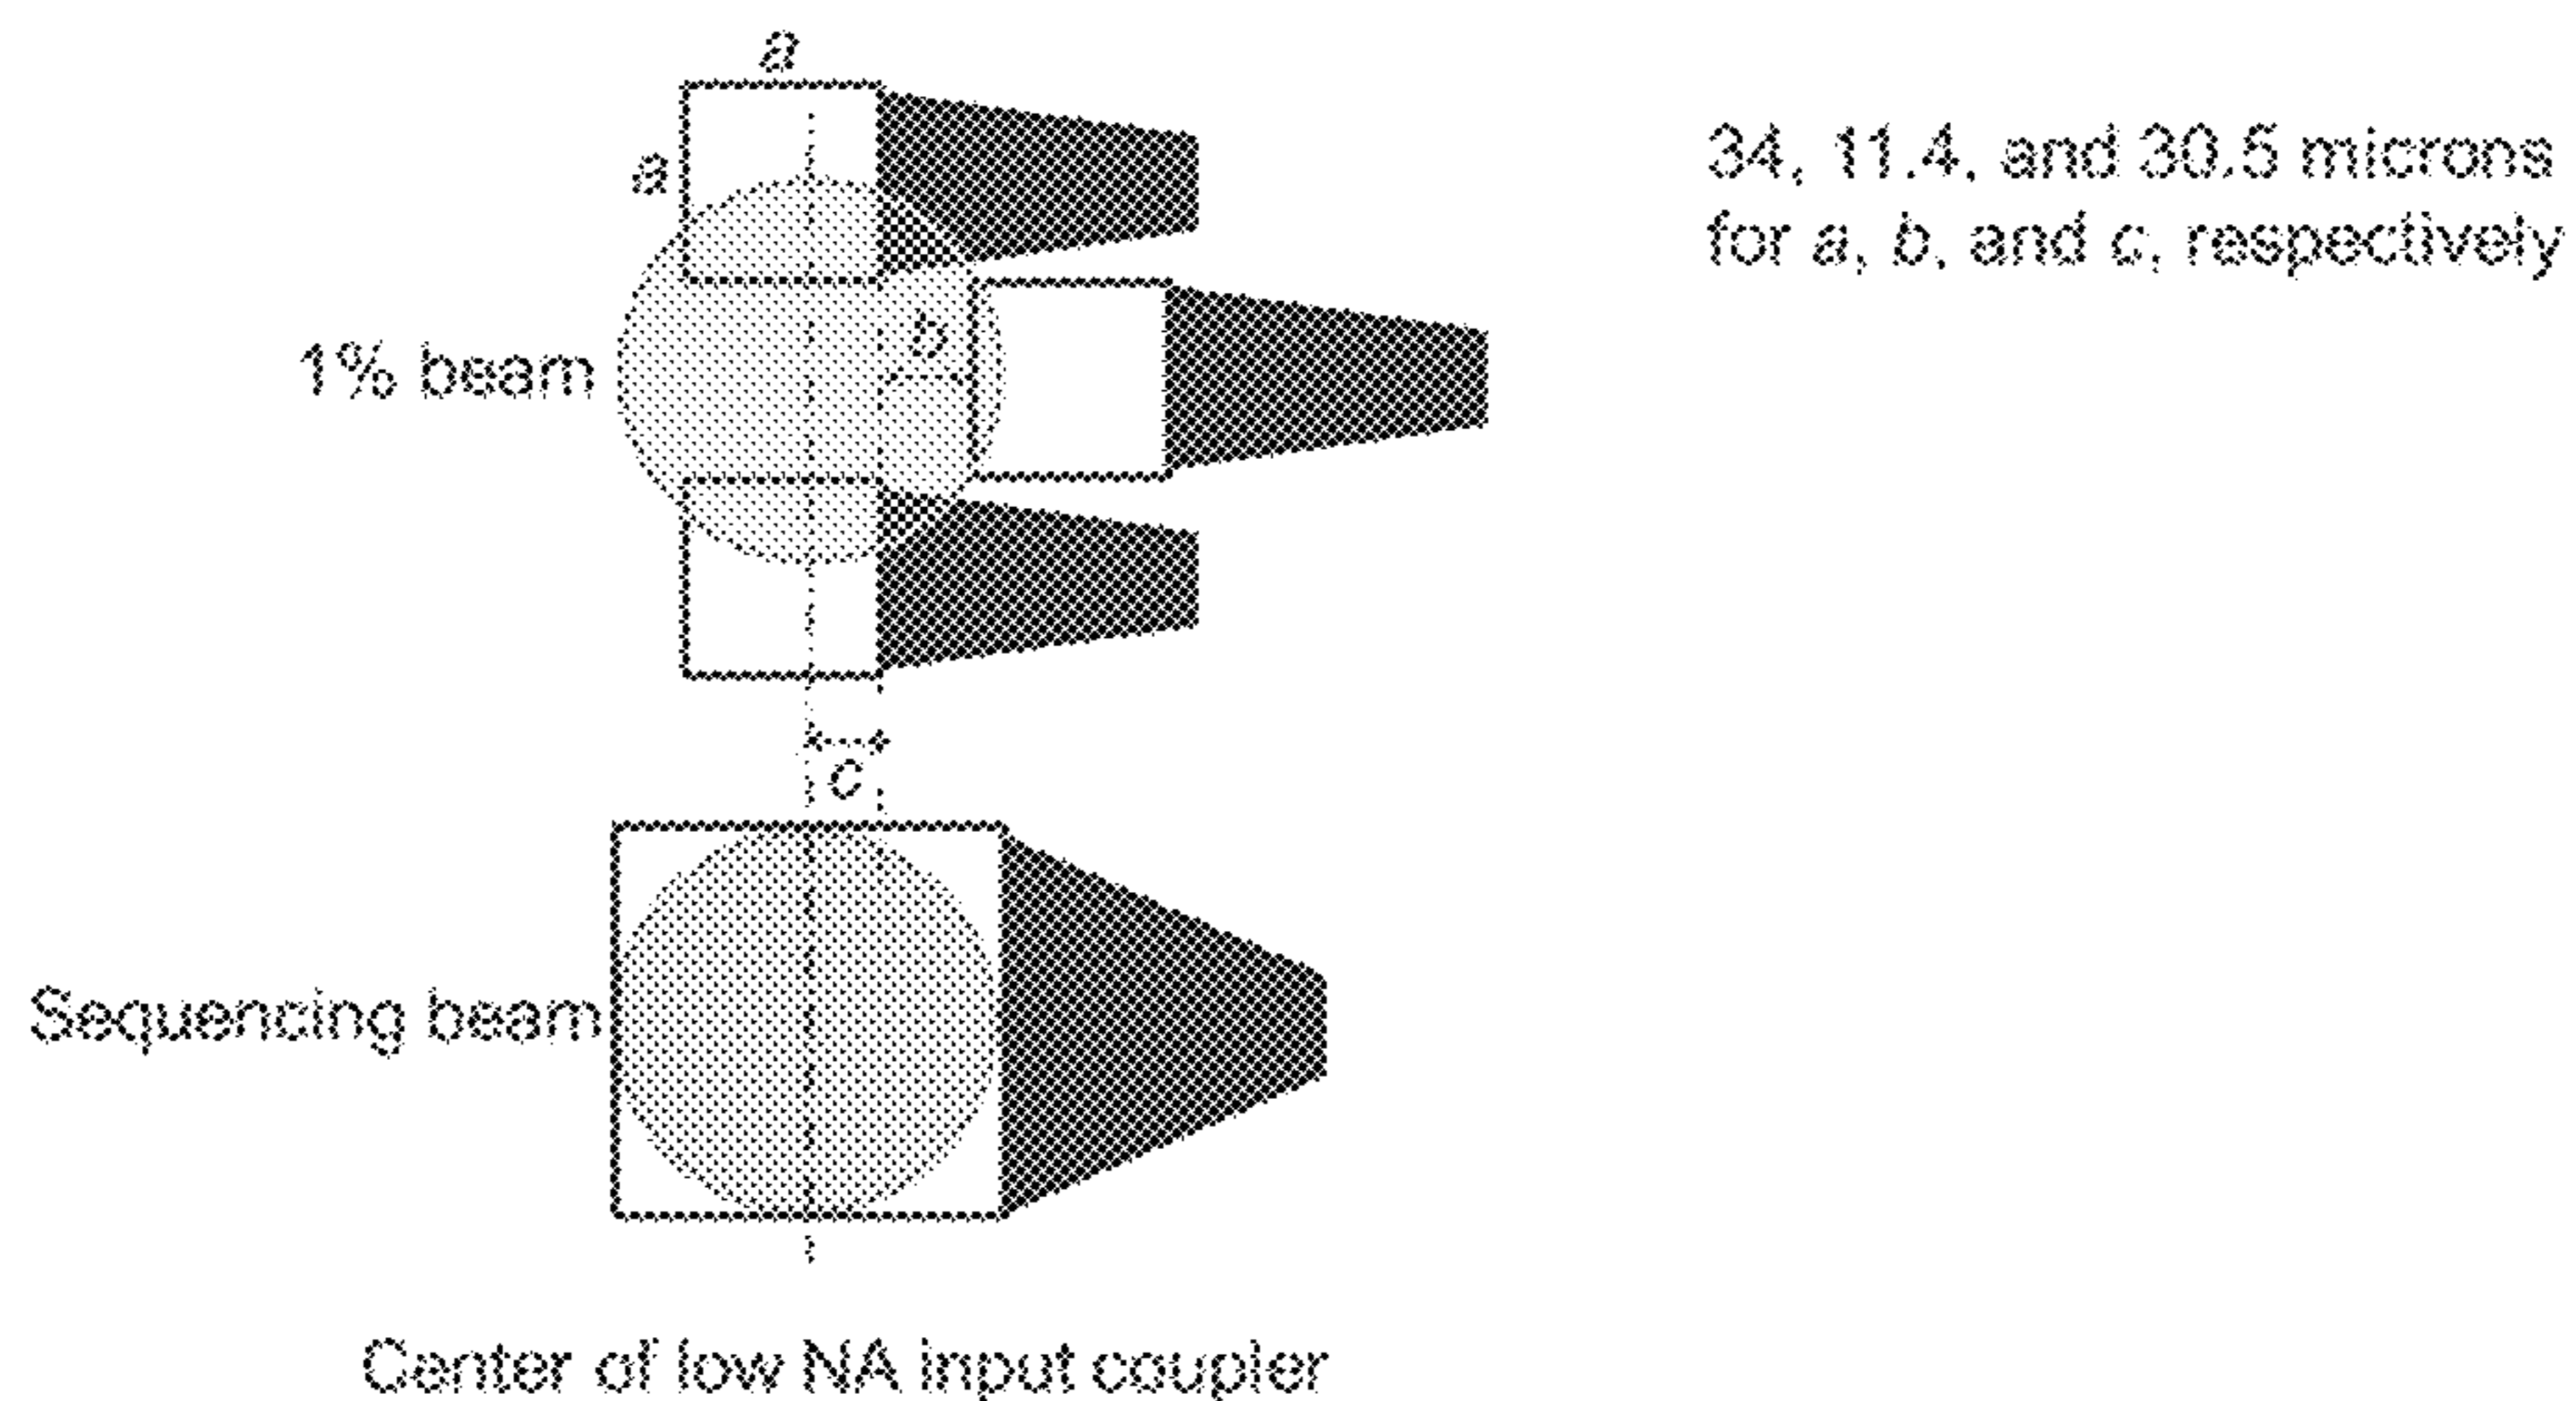 a
34, 11.4, and 30.5 microns
for a, b, and c, respectively
a
b
1% beam
c
Sequencing beam
Center of low NA input coupler